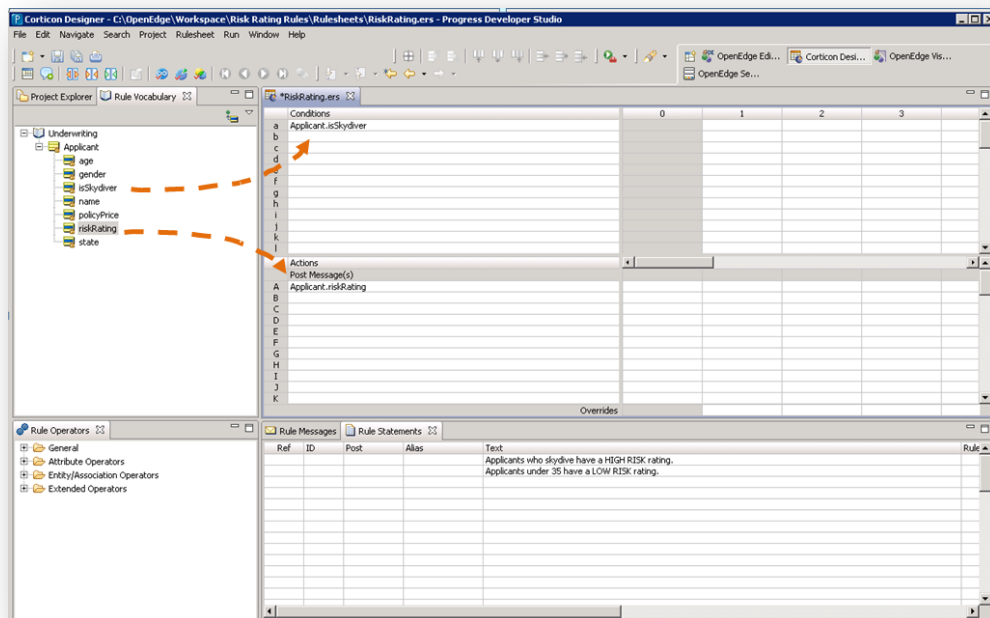 Corticon Designer - C:\OpenEdge\Workspace\Risk Rating Rules\Rulesheets\RiskRating.ers - Progress Developer Studio
File Edit Navigate Search Project Rulesheet Run Window Help
OpenEdge Edi... Corticon Desi... OpenEdge Vis...
OpenEdge Se...
Project Explorer Rule Vocabulary
Underwriting
Applicant
age
gender
isSkydiver
name
policyPrice
riskRating
state
*RiskRating.ers
Conditions 0 1 2 3
a Applicant.isSkydiver
b
c
d
e
f
g
h
i
j
k
l
Actions
Post Message(s)
A Applicant.riskRating
B
C
D
E
F
G
H
I
J
K
Overrides
Rule Operators
General
Attribute Operators
Entity/Association Operators
Extended Operators
Rule Messages Rule Statements
Ref ID Post Alias Text Rule
Applicants who skydive have a HIGH RISK rating.
Applicants under 35 have a LOW RISK rating.